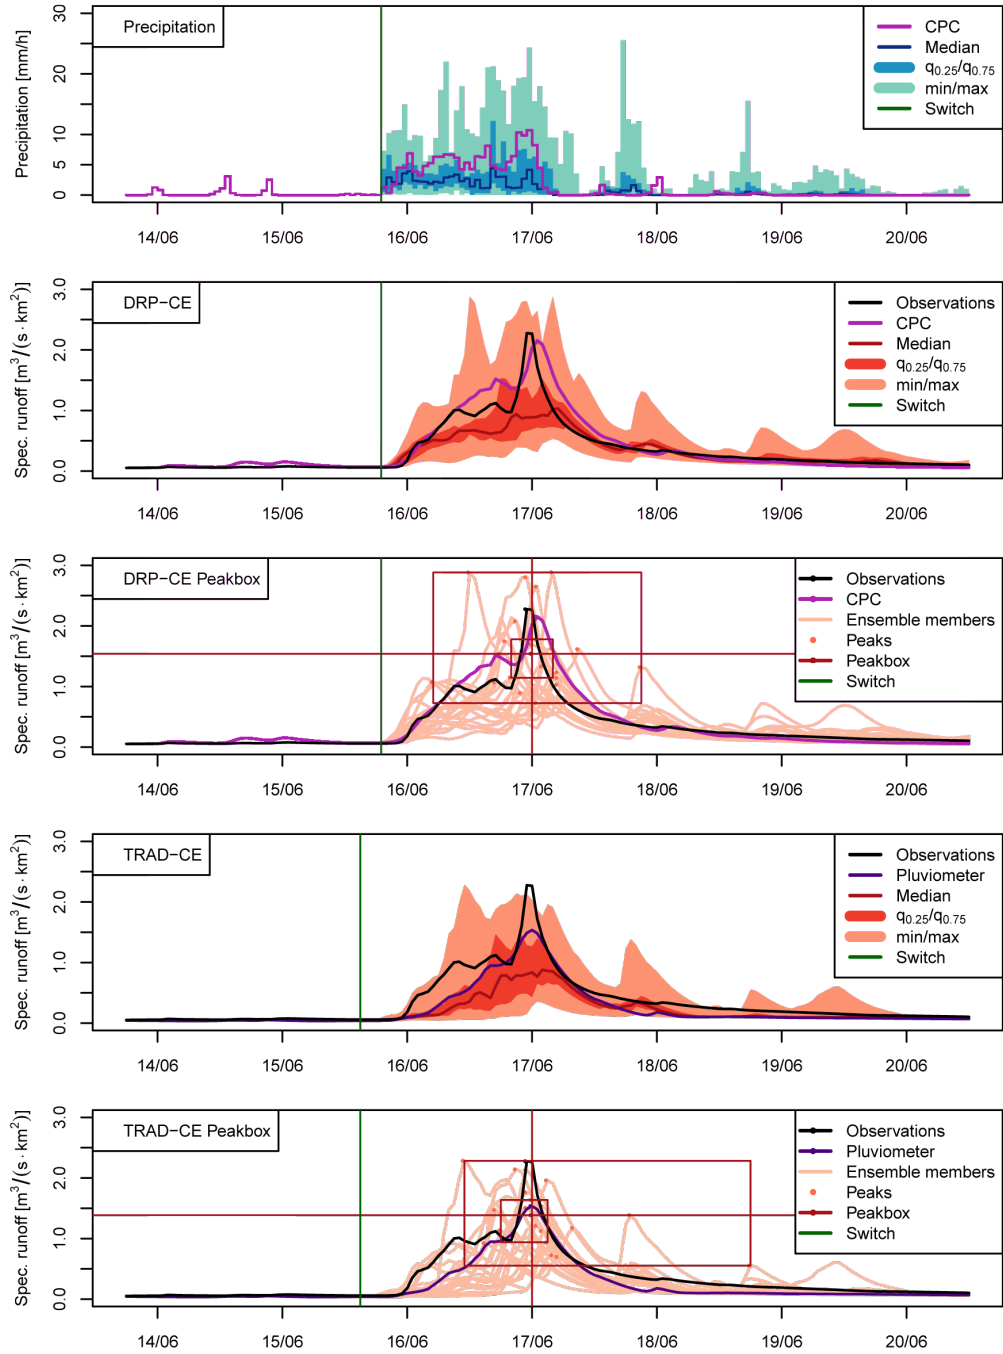 Precipitation
Precipitation [mm/h]
30
20
10
5
0
CPC
Median
q0.25/q0.75
min/max
Switch
14/06 15/06 16/06 17/06 18/06 19/06 20/06
DRP−CE
Spec. runoff [m³/(s·km²)]
3.0
2.0
1.0
0.0
Observations
CPC
Median
q0.25/q0.75
min/max
Switch
14/06 15/06 16/06 17/06 18/06 19/06 20/06
DRP−CE Peakbox
Spec. runoff [m³/(s·km²)]
3.0
2.0
1.0
0.0
Observations
CPC
Ensemble members
Peaks
Peakbox
Switch
14/06 15/06 16/06 17/06 18/06 19/06 20/06
TRAD−CE
Spec. runoff [m³/(s·km²)]
3.0
2.0
1.0
0.0
Observations
Pluviometer
Median
q0.25/q0.75
min/max
Switch
14/06 15/06 16/06 17/06 18/06 19/06 20/06
TRAD−CE Peakbox
Spec. runoff [m³/(s·km²)]
3.0
2.0
1.0
0.0
Observations
Pluviometer
Ensemble members
Peaks
Peakbox
Switch
14/06 15/06 16/06 17/06 18/06 19/06 20/06